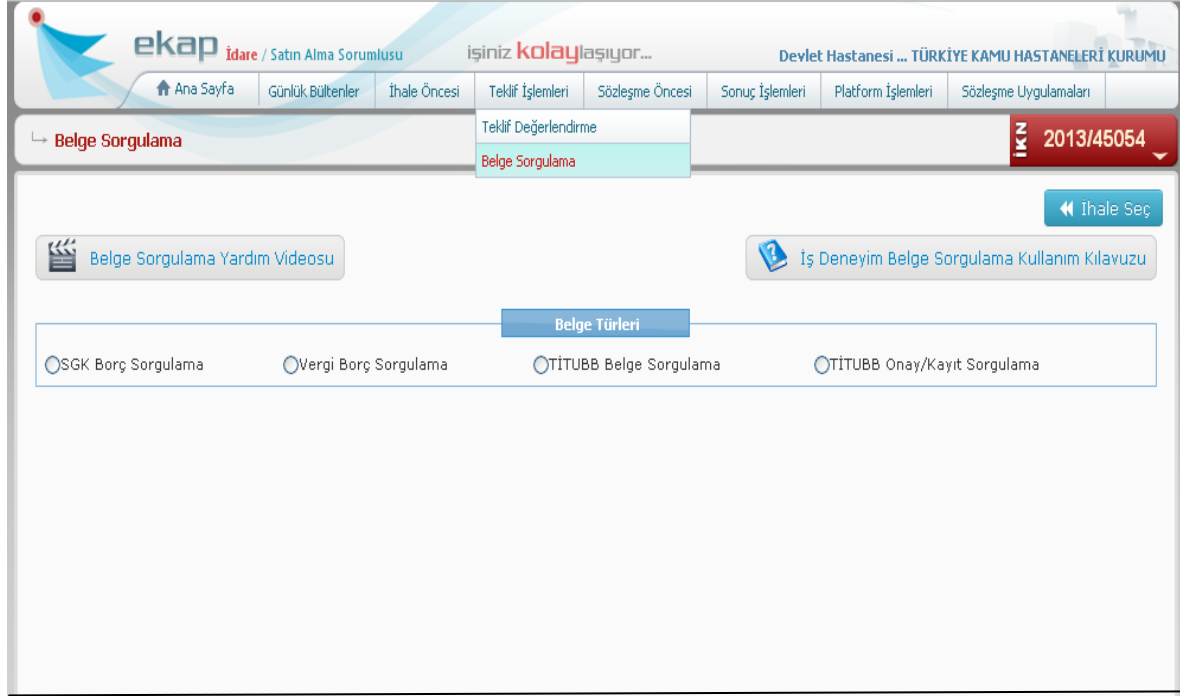 ekap İdare / Satın Alma Sorumlusu işiniz kolaylaşıyor... Devlet Hastanesi ... TÜRKİYE KAMU HASTANELERİ KURUMU
Ana Sayfa Günlük Bültenler İhale Öncesi Teklif İşlemleri Sözleşme Öncesi Sonuç İşlemleri Platform İşlemleri Sözleşme Uygulamaları
Teklif Değerlendirme
Belge Sorgulama
Belge Sorgulama
İKN 2013/45054
İhale Seç
Belge Sorgulama Yardım Videosu
İş Deneyim Belge Sorgulama Kullanım Kılavuzu
Belge Türleri
SGK Borç Sorgulama Vergi Borç Sorgulama TİTUBB Belge Sorgulama TİTUBB Onay/Kayıt Sorgulama